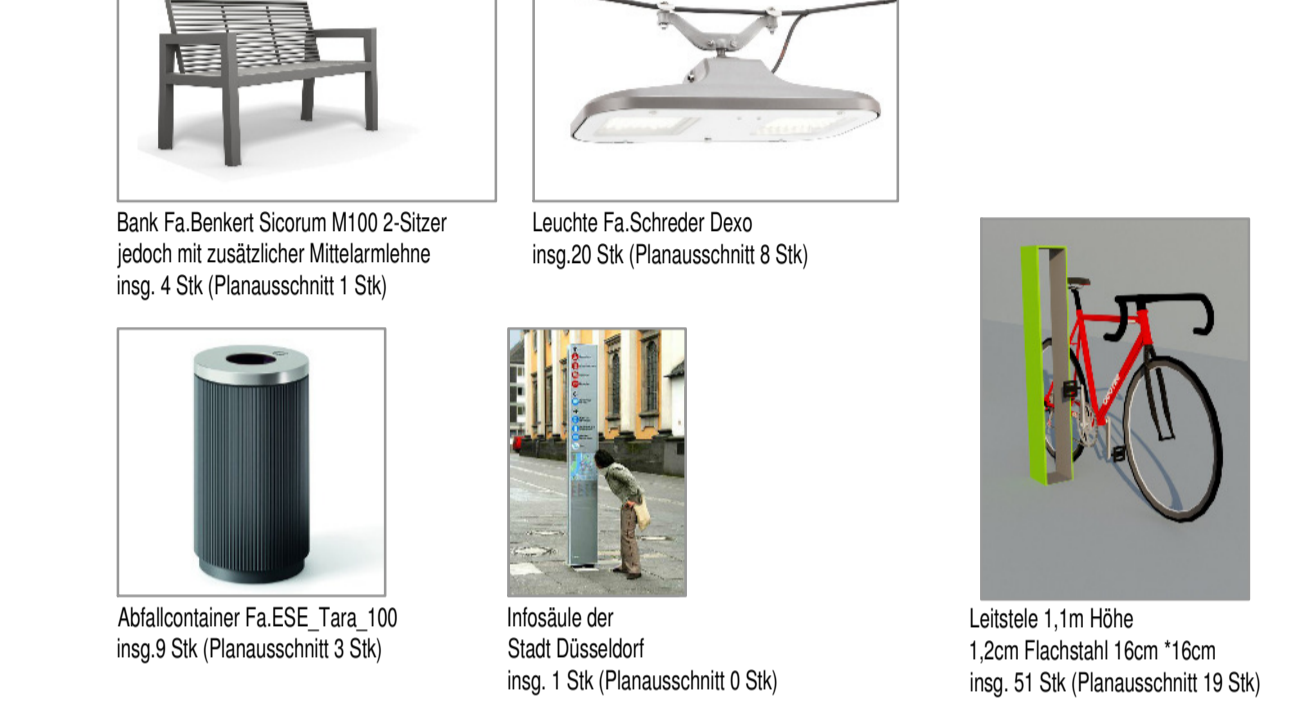 Bank Fa.Benkert Sicorum M100 2-Sitzer
jedoch mit zusätzlicher Mittelarmlehne
insg. 4 Stk (Planausschnitt 1 Stk)
Leuchte Fa.Schreder Dexo
insg.20 Stk (Planausschnitt 8 Stk)
Abfallcontainer Fa.ESE_Tara_100
insg.9 Stk (Planausschnitt 3 Stk)
Infosäule der
Stadt Düsseldorf
insg. 1 Stk (Planausschnitt 0 Stk)
Leitstele 1,1m Höhe
1,2cm Flachstahl 16cm *16cm
insg. 51 Stk (Planausschnitt 19 Stk)